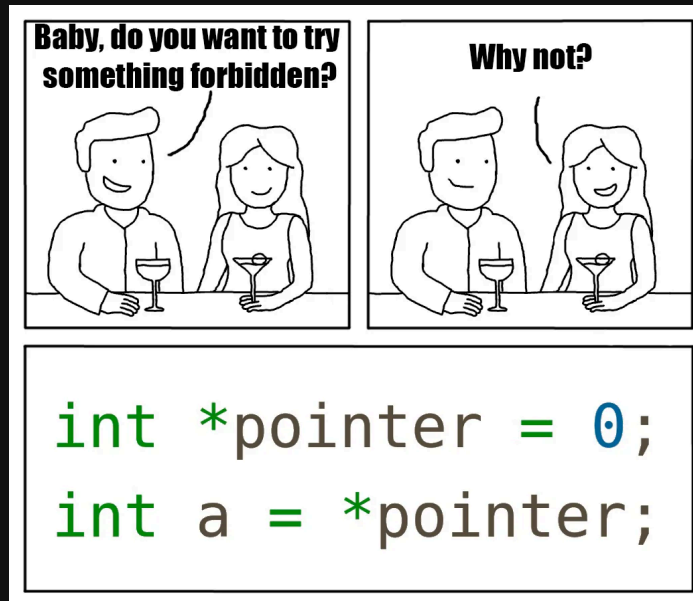 Baby, do you want to try
something forbidden?
Why not?
int *pointer = 0;
int a = *pointer;